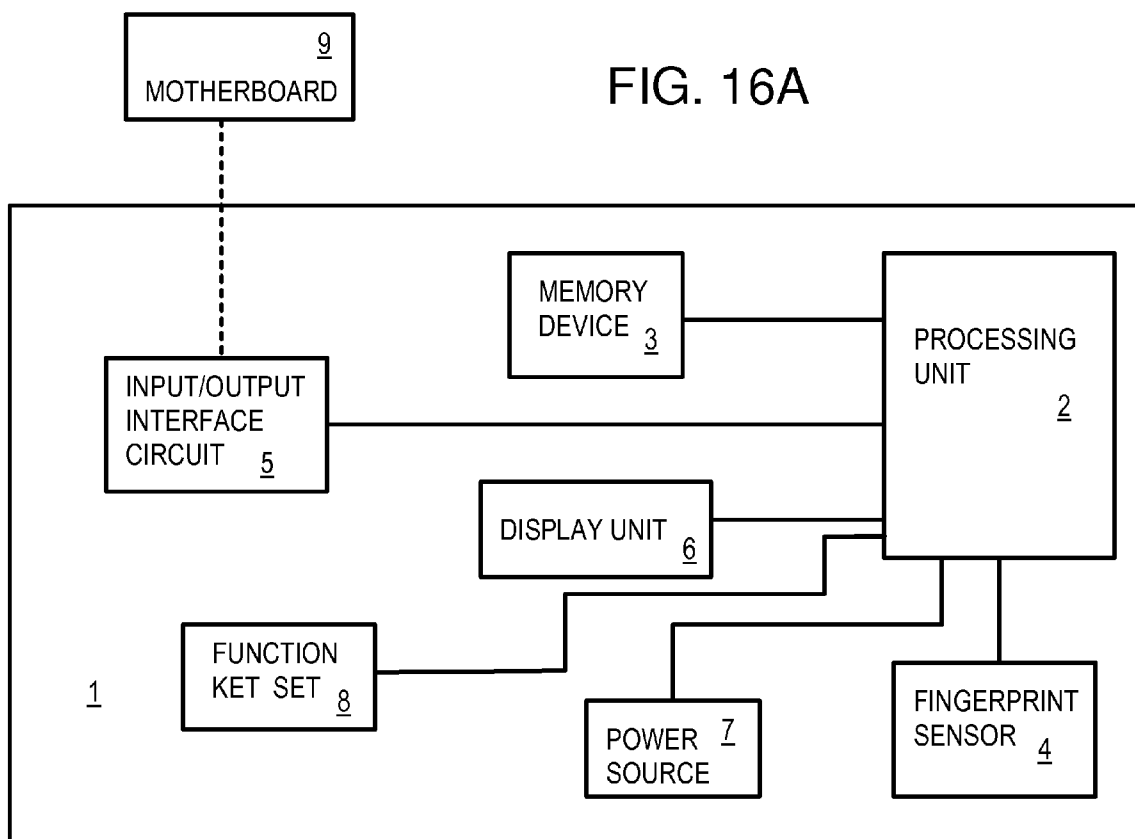 9
MOTHERBOARD
FIG. 16A
MEMORY
DEVICE 3
PROCESSING
UNIT
2
INPUT/OUTPUT
INTERFACE
CIRCUIT 5
DISPLAY UNIT 6
FUNCTION
KET SET 8
1
7
POWER
SOURCE
FINGERPRINT
SENSOR 4